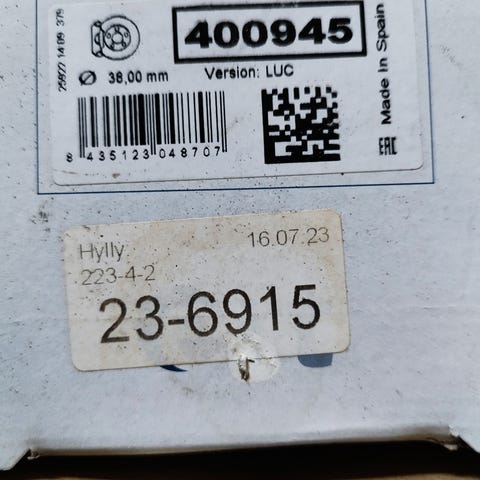 400945
Ø 38,00 mm
Version: LUC
8 435123 048707
Made In Spain
EAC
Hylly
16.07.23
223-4-2
23-6915